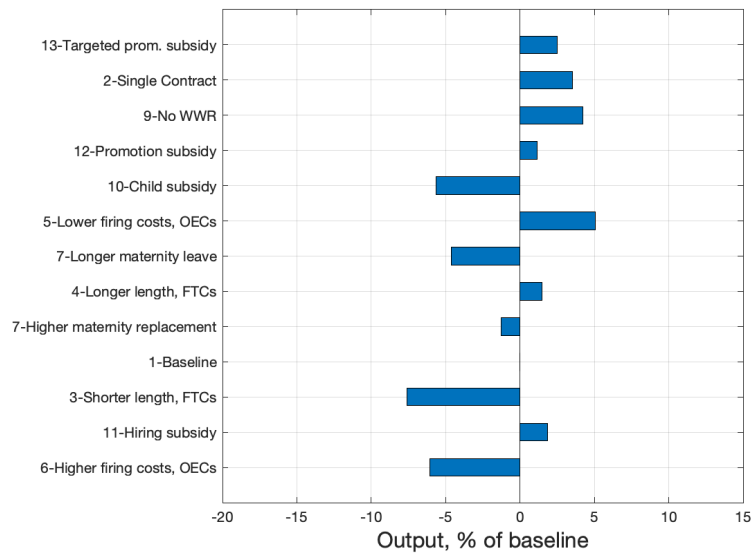 13-Targeted prom. subsidy
2-Single Contract
9-No WWR
12-Promotion subsidy
10-Child subsidy
5-Lower firing costs, OECs
7-Longer maternity leave
4-Longer length, FTCs
7-Higher maternity replacement
1-Baseline
3-Shorter length, FTCs
11-Hiring subsidy
6-Higher firing costs, OECs
-20 -15 -10 -5 0 5 10 15
Output, % of baseline